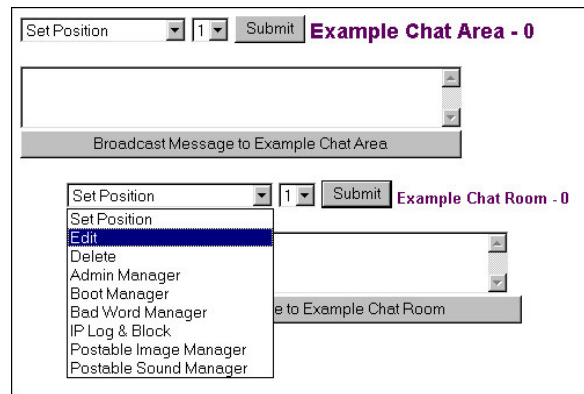 Set Position 1 Submit Example Chat Area - 0
Broadcast Message to Example Chat Area
Set Position 1 Submit Example Chat Room - 0
Set Position
Edit
Delete
Admin Manager
Boot Manager
Bad Word Manager
IP Log & Block e to Example Chat Room
Postable Image Manager
Postable Sound Manager